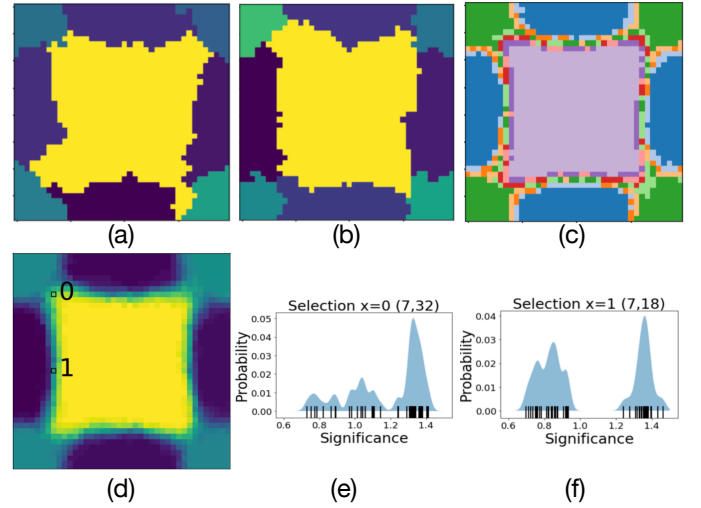 (a)
(b)
(c)
0
1
(d)
Selection x=0 (7,32)
Probability
0.05
0.04
0.03
0.02
0.01
0.00
0.6 0.8 1.0 1.2 1.4
Significance
(e)
Selection x=1 (7,18)
Probability
0.04
0.03
0.02
0.01
0.00
0.6 0.8 1.0 1.2 1.4
Significance
(f)